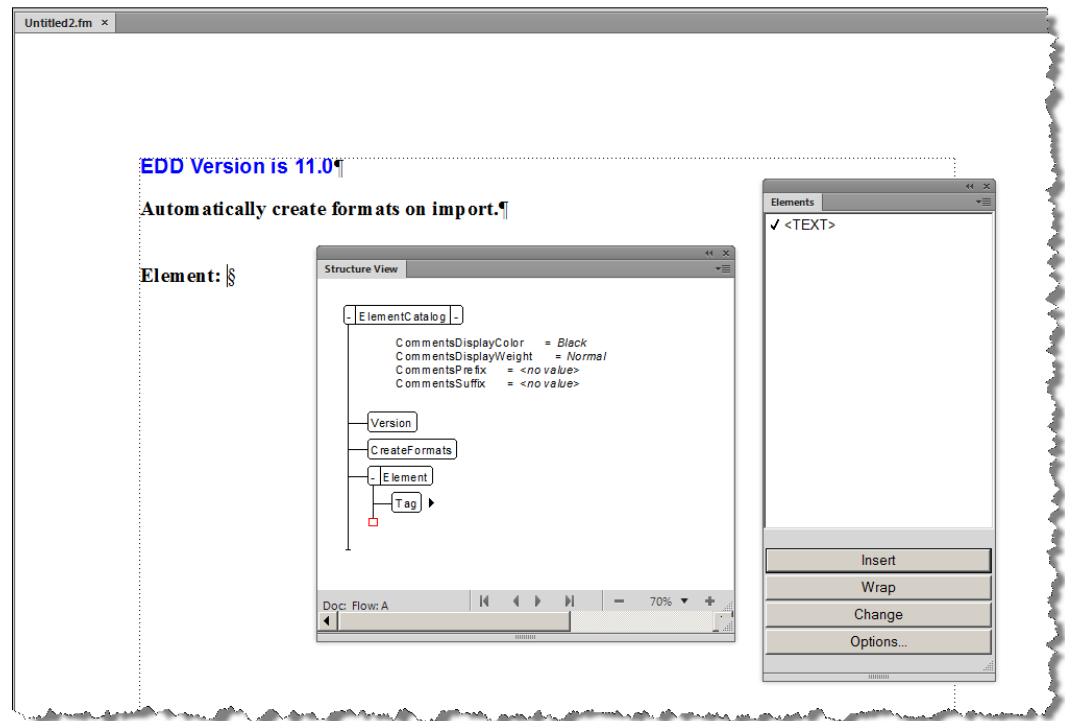 Untitled2.fm ×
EDD Version is 11.0¶
Automatically create formats on import.¶
Element: §
Structure View
- ElementCatalog -
CommentsDisplayColor = Black
CommentsDisplayWeight = Normal
CommentsPrefix = <no value>
CommentsSuffix = <no value>
Version
CreateFormats
- Element
Tag
Doc: Flow: A
70%
Elements
✓ <TEXT>
Insert
Wrap
Change
Options...